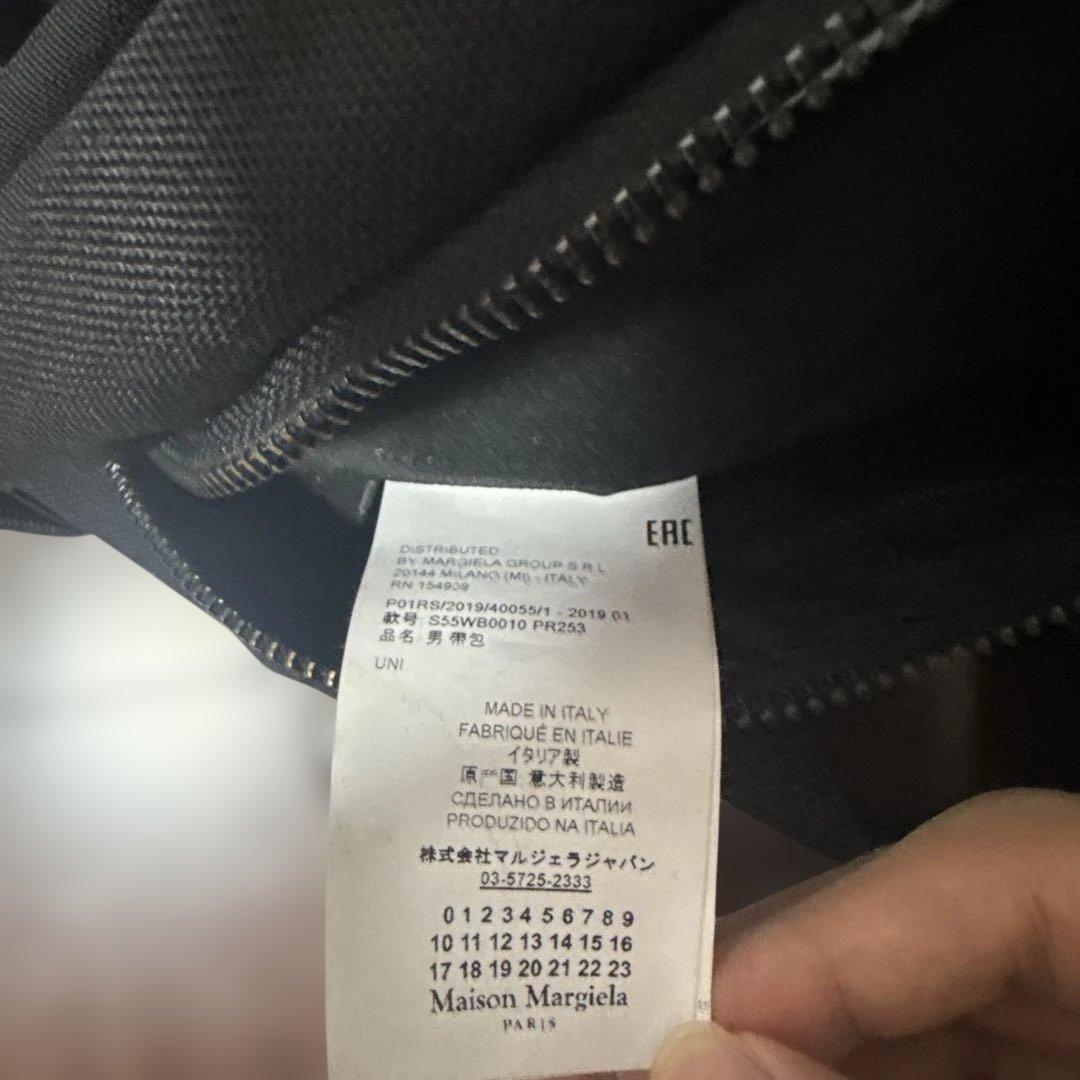 EAC
DISTRIBUTED
BY MARGIELA GROUP S.R.L
20144 MILANO (MI) - ITALY
RN 154909
P01RS/2019/40055/1 - 2019 01
款号: S55WB0010 PR253
品名: 男 帶包
UNI
MADE IN ITALY
FABRIQUÉ EN ITALIE
イタリア製
原产国 意大利製造
СДЕЛАНО В ИТАЛИИ
PRODUZIDO NA ITALIA
株式会社マルジェラジャパン
03-5725-2333
0 1 2 3 4 5 6 7 8 9
10 11 12 13 14 15 16
17 18 19 20 21 22 23
Maison Margiela
PARIS